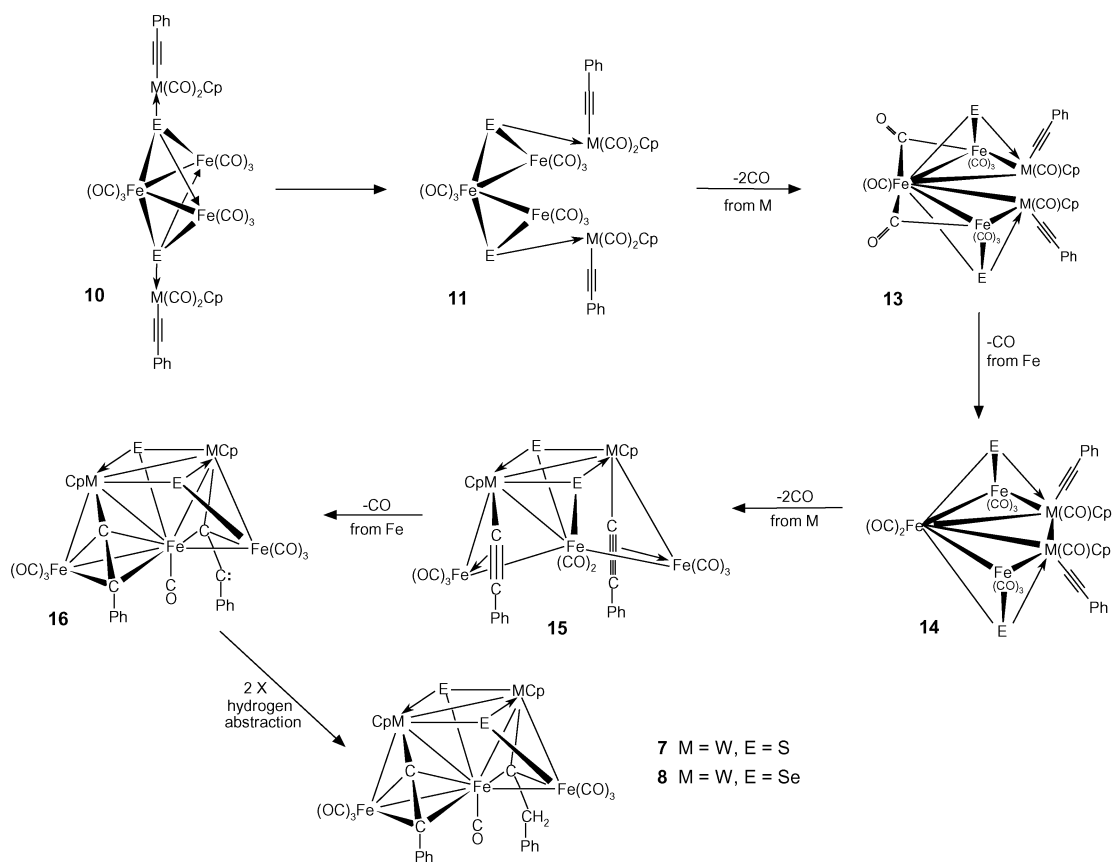 Ph
M(CO)2Cp
E
Fe(CO)3
(OC)3Fe
Fe(CO)3
E
M(CO)2Cp
Ph
10
Ph
M(CO)2Cp
E
Fe(CO)3
(OC)3Fe
Fe(CO)3
E
M(CO)2Cp
Ph
11
-2CO
from M
E
Ph
O
C
Fe
(CO)3
M(CO)Cp
(OC)Fe
M(CO)Cp
C
O
Fe
(CO)3
Ph
E
13
-CO
from Fe
E
Ph
Fe
(CO)3
M(CO)Cp
(OC)2Fe
M(CO)Cp
Fe
(CO)3
Ph
E
14
-2CO
from M
E
MCp
CpM
E
C
C
Fe
(CO)2
(OC)3Fe
Fe(CO)3
C
C
Ph
Ph
15
-CO
from Fe
E
MCp
CpM
E
C
C
Fe
Fe(CO)3
(OC)3Fe
C
C:
C
O
Ph
Ph
16
2 X
hydrogen
abstraction
E
MCp
CpM
E
C
C
Fe
Fe(CO)3
(OC)3Fe
C
CH2
C
O
Ph
Ph
7 M = W, E = S
8 M = W, E = Se